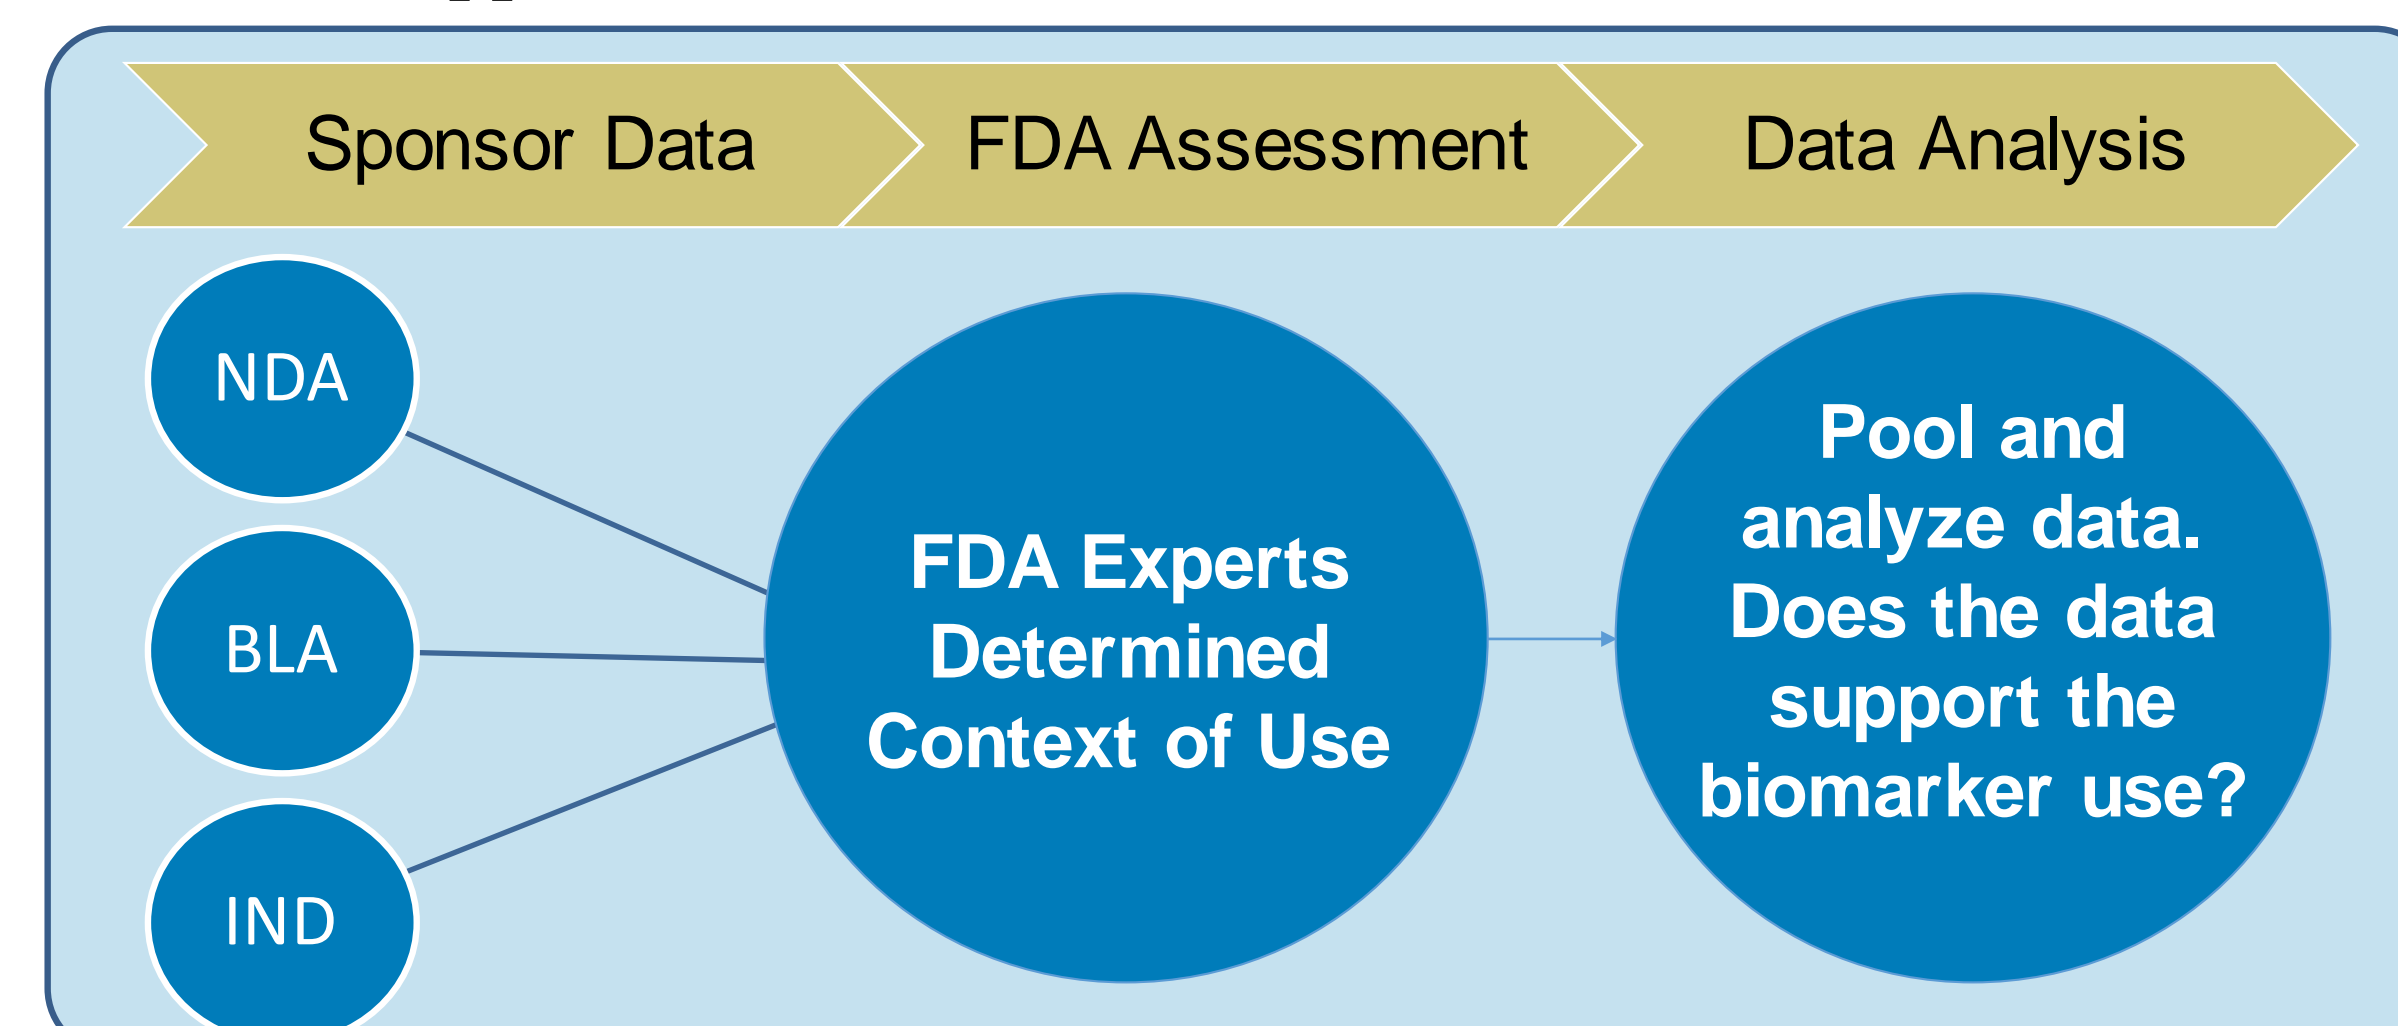 Sponsor Data
FDA Assessment
Data Analysis
NDA
BLA
IND
FDA Experts
Determined
Context of Use
Pool and
analyze data.
Does the data
support the
biomarker use?